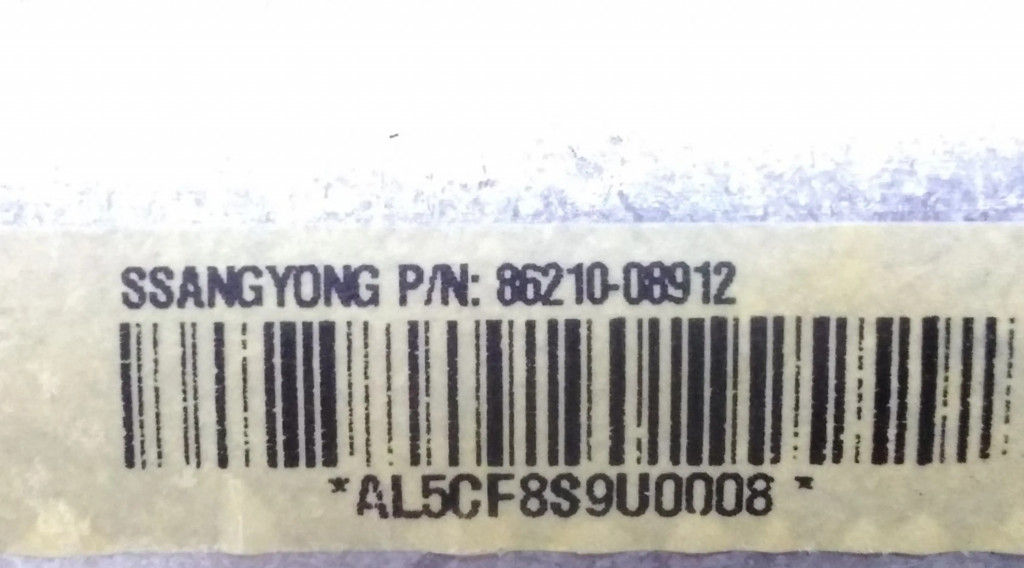 SSANGYONG P/N: 86210-08912
*AL5CF8S9U0008 *